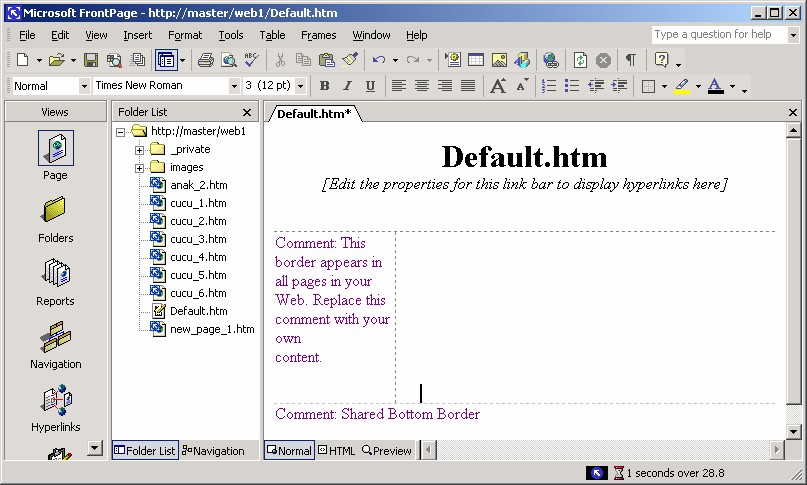 Microsoft FrontPage - http://master/web1/Default.htm
File Edit View Insert Format Tools Table Frames Window Help
Type a question for help
Normal Times New Roman 3 (12 pt) B I U A A A
Views
Page
Folders
Reports
Navigation
Hyperlinks
Folder List
http://master/web1
_private
images
anak_2.htm
cucu_1.htm
cucu_2.htm
cucu_3.htm
cucu_4.htm
cucu_5.htm
cucu_6.htm
Default.htm
new_page_1.htm
Folder List Navigation
Default.htm*
Default.htm
[Edit the properties for this link bar to display hyperlinks here]
Comment: This
border appears in
all pages in your
Web. Replace this
comment with your
own
content.
Comment: Shared Bottom Border
Normal HTML Preview
1 seconds over 28.8